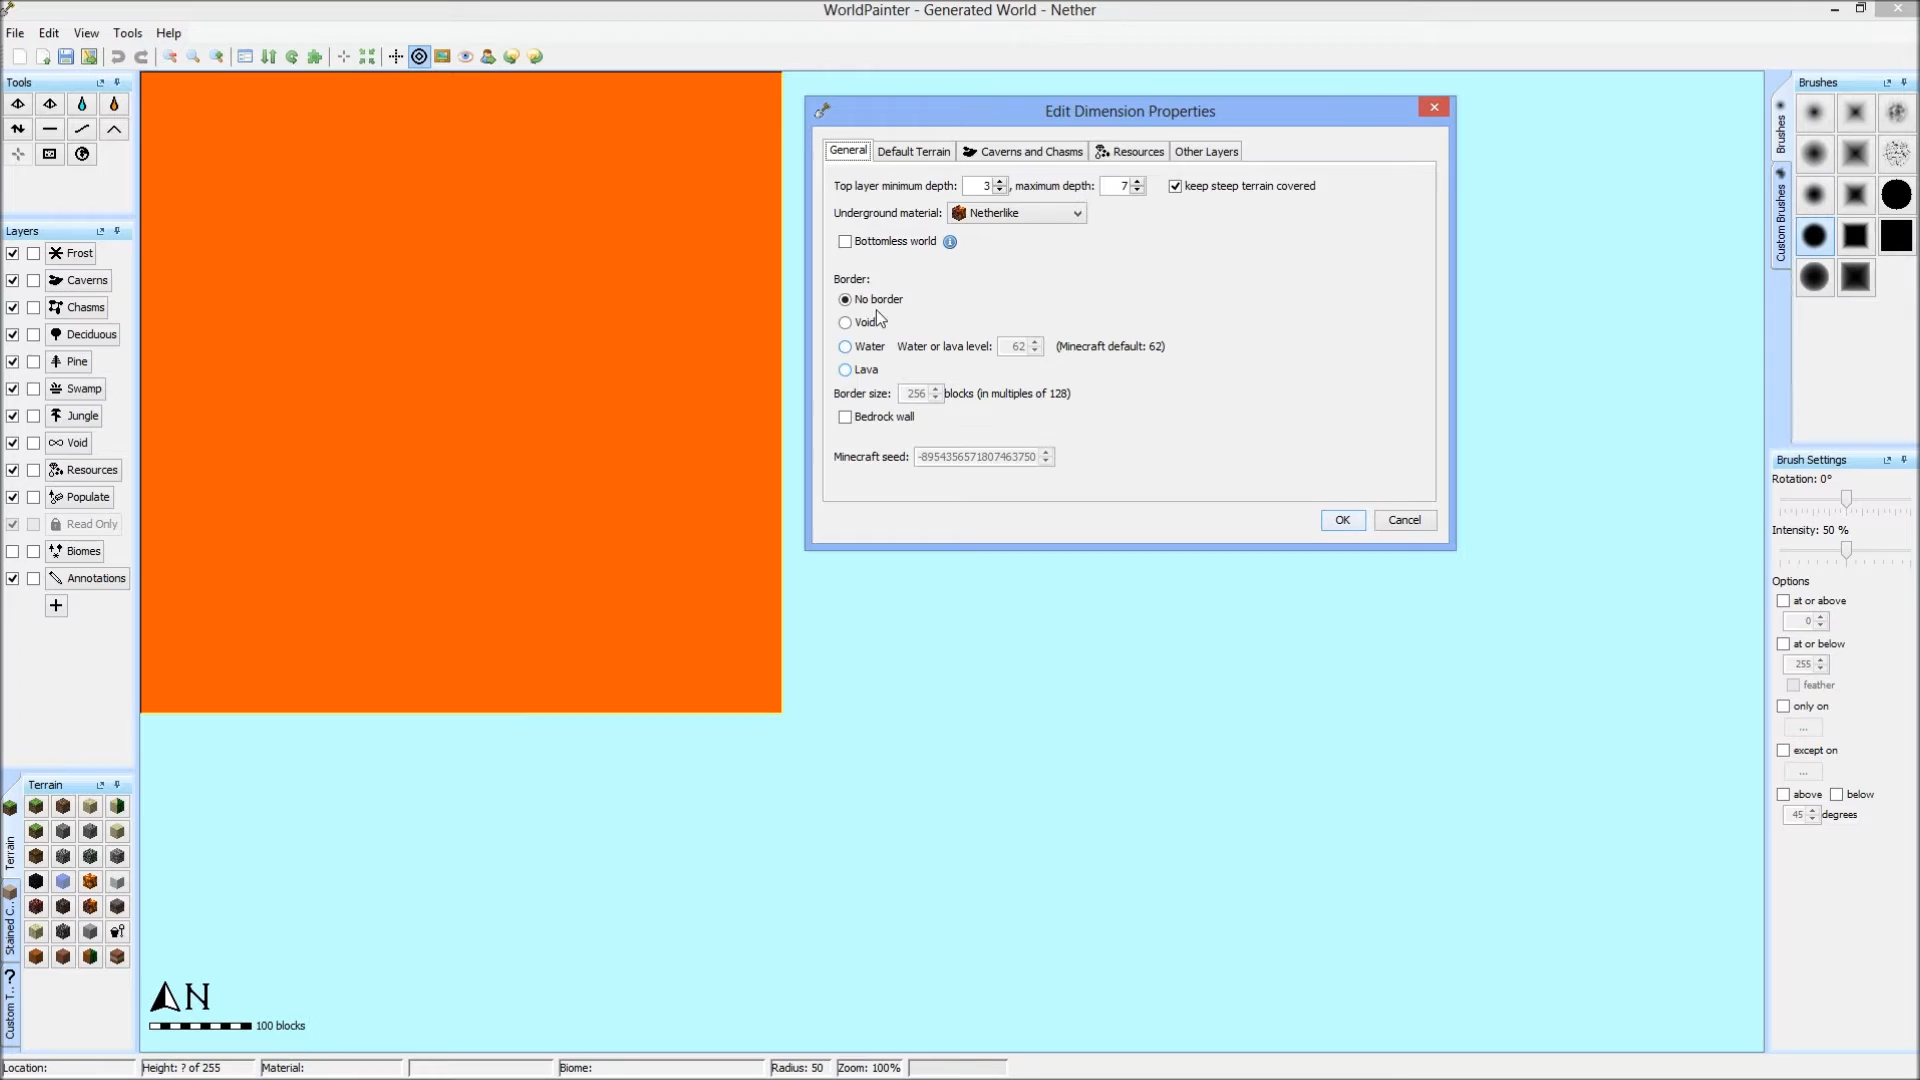 WorldPainter - Generated World - Nether
File Edit View Tools Help
Tools
Layers
Frost
Caverns
Chasms
Deciduous
Pine
Swamp
Jungle
Void
Resources
Populate
Read Only
Biomes
Annotations
+
Terrain
Terrain
Stained C...
?
Custom T...
N
100 blocks
Edit Dimension Properties
General Default Terrain Caverns and Chasms Resources Other Layers
Top layer minimum depth: 3 , maximum depth: 7 keep steep terrain covered
Underground material: Netherlike
Bottomless world
Border:
No border
Void
Water Water or lava level: 62 (Minecraft default: 62)
Lava
Border size: 256 blocks (in multiples of 128)
Bedrock wall
Minecraft seed: -8954356571807463750
OK Cancel
Brushes
Brushes
Custom Brushes
Brush Settings
Rotation: 0°
Intensity: 50 %
Options
at or above
0
at or below
255
feather
only on
...
except on
...
above below
45 degrees
Location: Height: ? of 255 Material: Biome: Radius: 50 Zoom: 100%